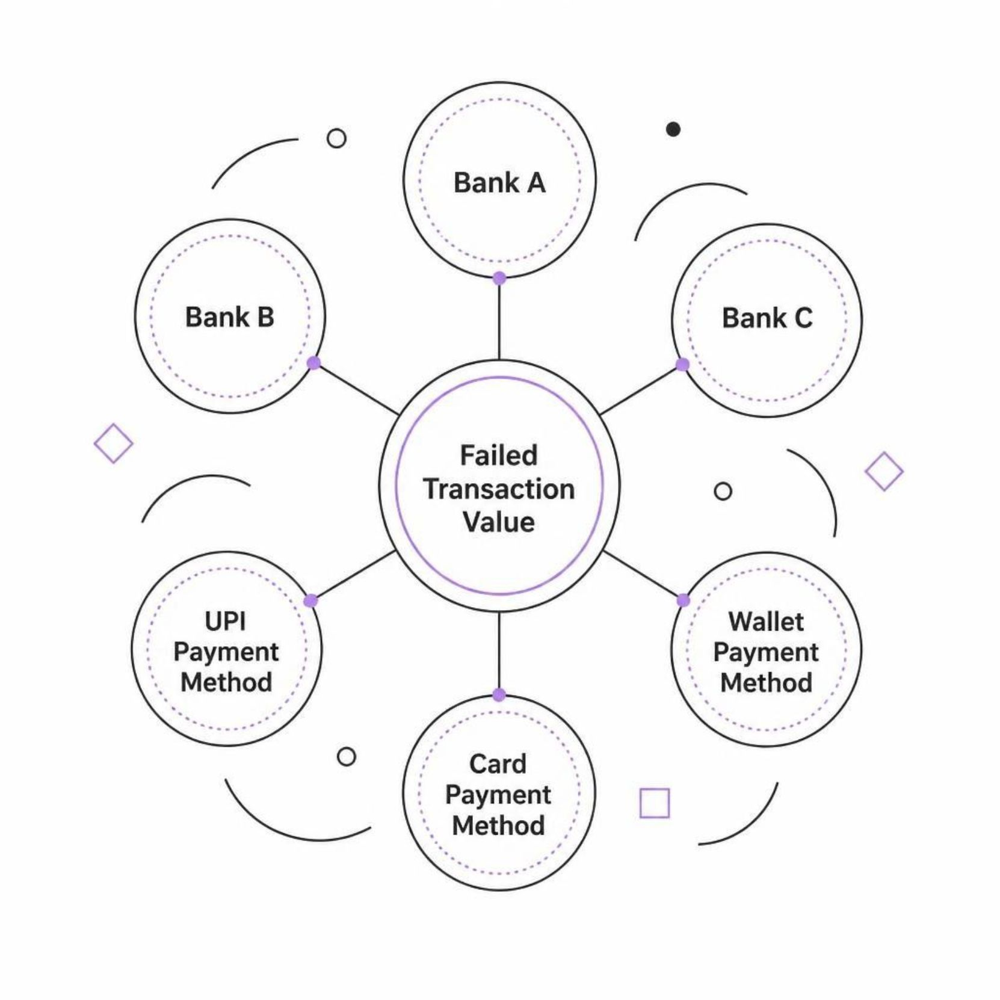 Bank A
Bank B
Bank C
Failed
Transaction
Value
UPI
Payment
Method
Wallet
Payment
Method
Card
Payment
Method